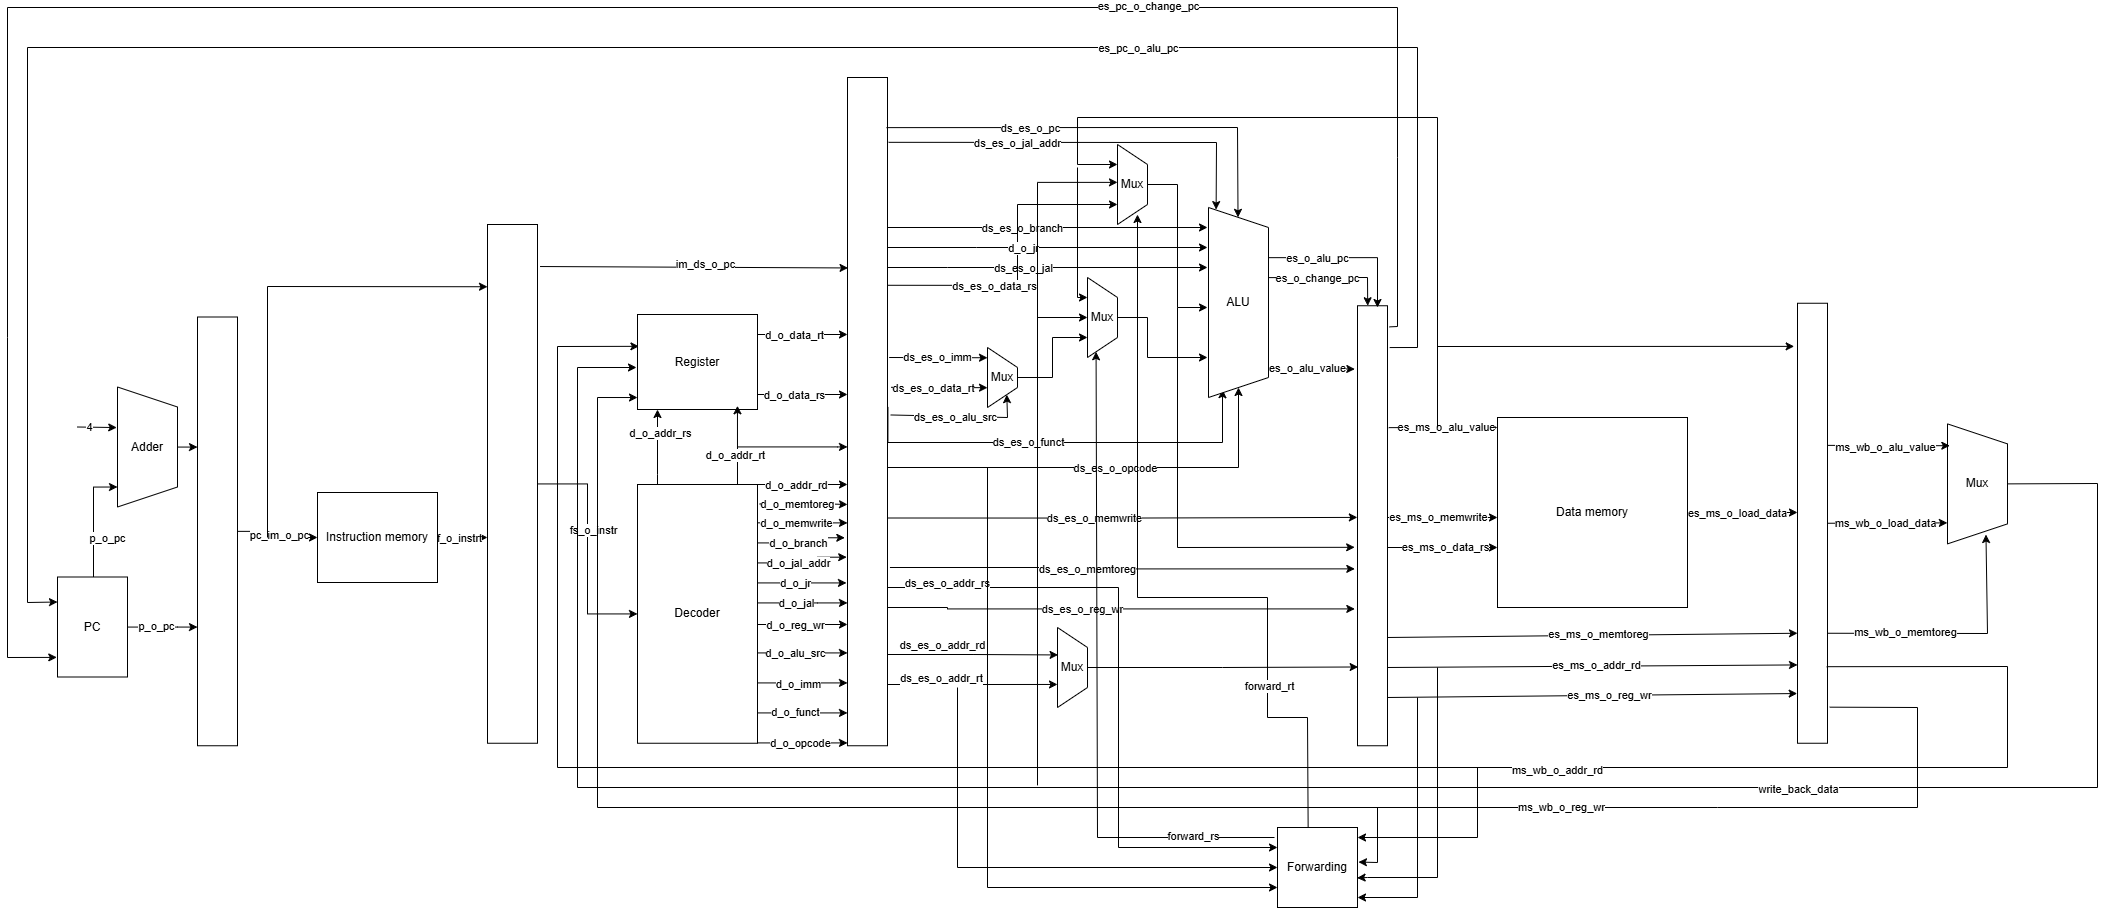 es_pc_o_change_pc
es_pc_o_alu_pc
ds_es_o_pc
ds_es_o_jal_addr
Mux
ds_es_o_branch
d_o_jr
im_ds_o_pc
ds_es_o_jal
es_o_alu_pc
es_o_change_pc
ds_es_o_data_rs
ALU
Mux
d_o_data_rt
ds_es_o_imm
Register
Mux
es_o_alu_value
ds_es_o_data_rt
d_o_data_rs
ds_es_o_alu_src
4
es_ms_o_alu_value
d_o_addr_rs
ds_es_o_funct
Adder
ms_wb_o_alu_value
d_o_addr_rt
ds_es_o_opcode
d_o_addr_rd
Mux
d_o_memtoreg
Data memory
es_ms_o_load_data
ds_es_o_memwrite
es_ms_o_memwrite
d_o_memwrite
ms_wb_o_load_data
fs_o_instr
pc_im_o_pc
Instruction memory
f_o_instrt
p_o_pc
d_o_branch
es_ms_o_data_rs
d_o_jal_addr
ds_es_o_memtoreg
d_o_jr
ds_es_o_addr_rs
d_o_jal
ds_es_o_reg_wr
Decoder
PC
p_o_pc
d_o_reg_wr
es_ms_o_memtoreg
ms_wb_o_memtoreg
ds_es_o_addr_rd
d_o_alu_src
Mux
es_ms_o_addr_rd
ds_es_o_addr_rt
d_o_imm
forward_rt
es_ms_o_reg_wr
d_o_funct
d_o_opcode
ms_wb_o_addr_rd
write_back_data
ms_wb_o_reg_wr
forward_rs
Forwarding